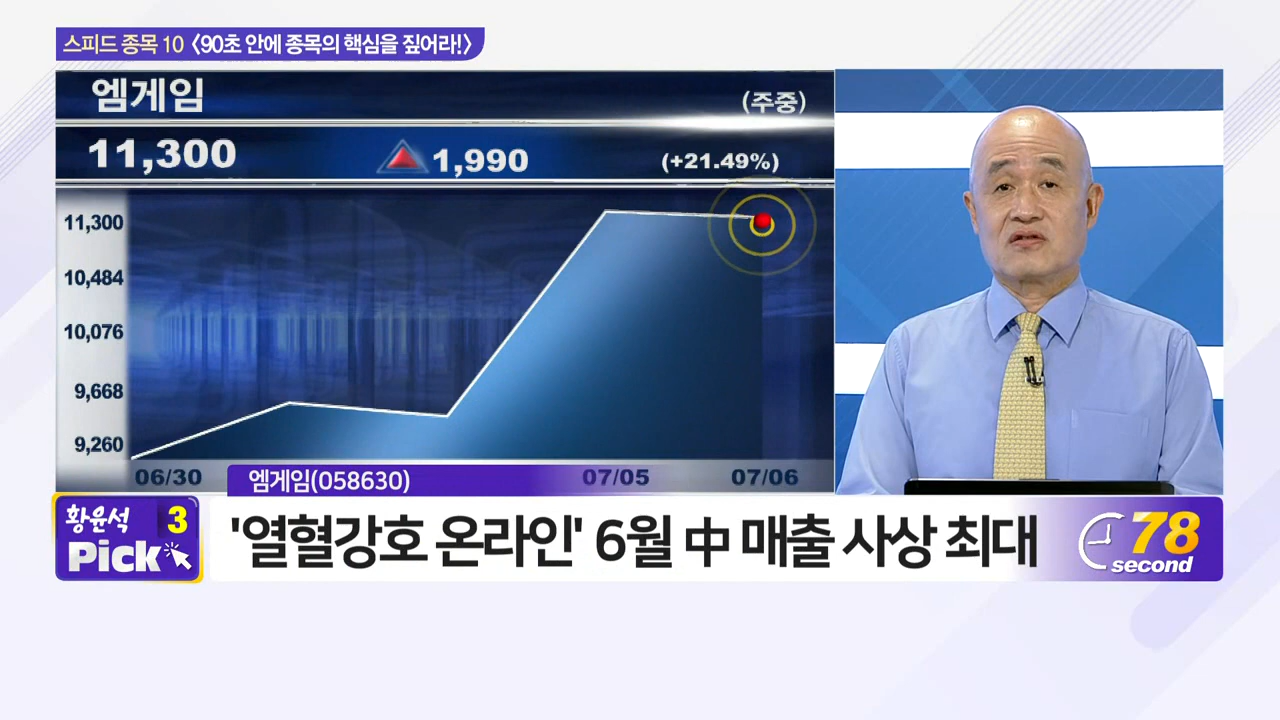 스피드 종목 10 <90초 안에 종목의 핵심을 짚어라!>
엠게임
(주중)
11,300 ▲ 1,990 (+21.49%)
11,300
10,484
10,076
9,668
9,260
06/30 07/05 07/06
엠게임(058630)
황윤석 3
Pick
'열혈강호 온라인' 6월 中 매출 사상 최대
78
second